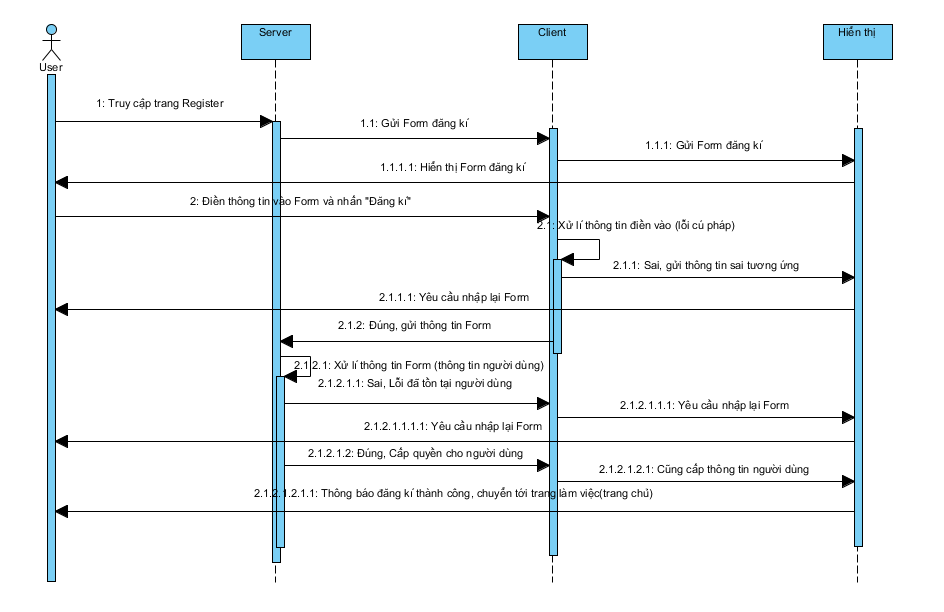 Server
Client
Hiển thị
User
1: Truy cập trang Register
1.1: Gửi Form đăng kí
1.1.1: Gửi Form đăng kí
1.1.1.1: Hiển thị Form đăng kí
2: Điền thông tin vào Form và nhấn "Đăng kí"
2.1: Xử lí thông tin điền vào (lỗi cú pháp)
2.1.1: Sai, gửi thông tin sai tương ứng
2.1.1.1: Yêu cầu nhập lại Form
2.1.2: Đúng, gửi thông tin Form
2.1.2.1: Xử lí thông tin Form (thông tin người dùng)
2.1.2.1.1: Sai, Lỗi đã tồn tại người dùng
2.1.2.1.1.1: Yêu cầu nhập lại Form
2.1.2.1.1.1.1: Yêu cầu nhập lại Form
2.1.2.1.2: Đúng, Cấp quyền cho người dùng
2.1.2.1.2.1: Cũng cấp thông tin người dùng
2.1.2.1.2.1.1: Thông báo đăng kí thành công, chuyển tới trang làm việc(trang chủ)